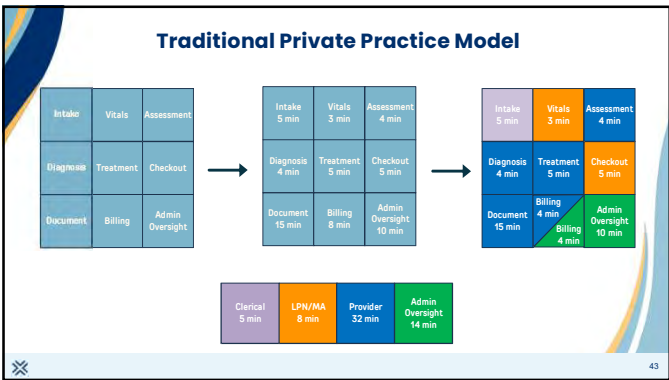 Traditional Private Practice Model
Intake
Vitals
Assessment
Diagnosis
Treatment
Checkout
Document
Billing
Admin
Oversight
Intake
5 min
Vitals
3 min
Assessment
4 min
Diagnosis
4 min
Treatment
5 min
Checkout
5 min
Document
15 min
Billing
8 min
Admin
Oversight
10 min
Intake
5 min
Vitals
3 min
Assessment
4 min
Diagnosis
4 min
Treatment
5 min
Checkout
5 min
Document
15 min
Billing
4 min
Billing
4 min
Admin
Oversight
10 min
Clerical
5 min
LPN/MA
8 min
Provider
32 min
Admin
Oversight
14 min
43